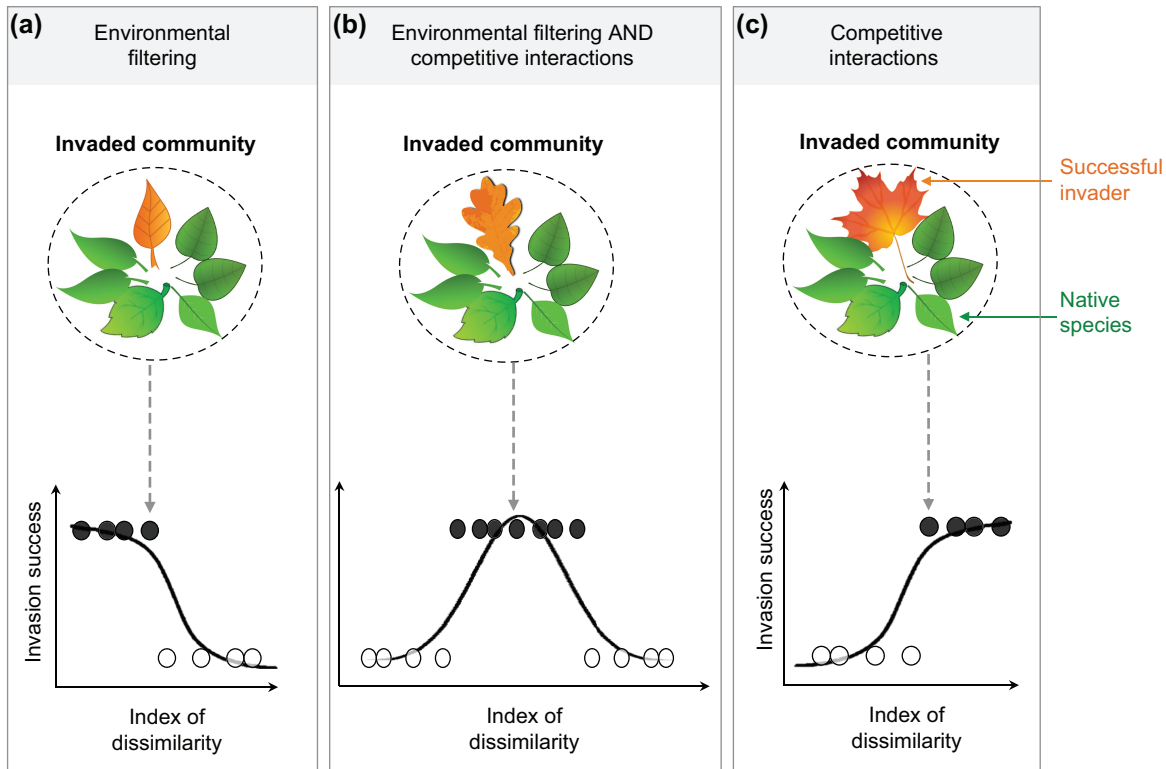 (a)
Environmental
filtering
Invaded community
Invasion success
Index of
dissimilarity
(b)
Environmental filtering AND
competitive interactions
Invaded community
Index of
dissimilarity
(c)
Competitive
interactions
Invaded community
Successful
invader
Native
species
Invasion success
Index of
dissimilarity